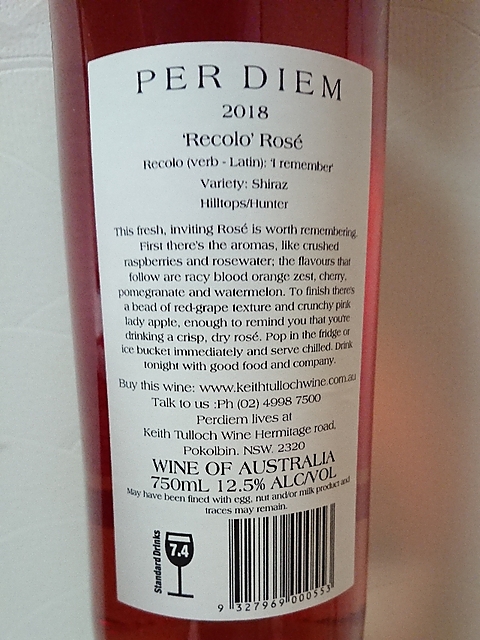 PER DIEM
2018
'Recolo' Rosé
Recolo (verb - Latin): 'I remember'
Variety: Shiraz
Hilltops/Hunter
This fresh, inviting Rosé is worth remembering.
First there's the aromas, like crushed
raspberries and rosewater; the flavours that
follow are racy blood orange zest, cherry,
pomegranate and watermelon. To finish there's
a bead of red-grape texture and crunchy pink
lady apple, enough to remind you that you're
drinking a crisp, dry rosé. Pop in the fridge or
ice bucket immediately and serve chilled. Drink
tonight with good food and company.
Buy this wine: www.keithtullochwine.com.au
Talk to us :Ph (02) 4998 7500
Perdiem lives at
Keith Tulloch Wine Hermitage road,
Pokolbin. NSW. 2320
WINE OF AUSTRALIA
750mL 12.5% ALC/VOL
May have been fined with egg, nut and/or milk product and
traces may remain.
Standard Drinks
7.4
9 327969 000553